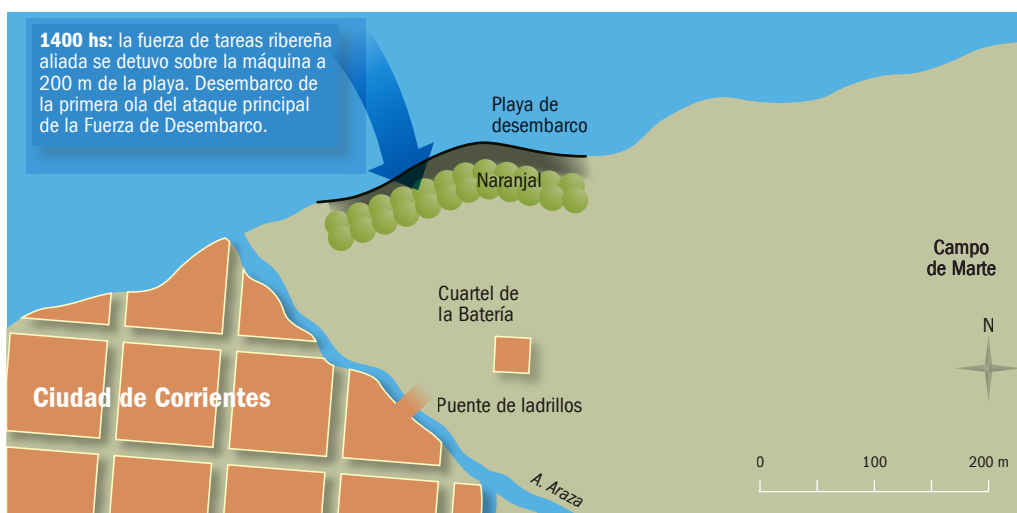 1400 hs: la fuerza de tareas ribereña
aliada se detuvo sobre la máquina a
200 m de la playa. Desembarco de
la primera ola del ataque principal
de la Fuerza de Desembarco.
Playa de
desembarco
Naranjal
Campo
de Marte
Cuartel de
la Batería
N
Ciudad de Corrientes
Puente de ladrillos
0 100 200 m
A. Araza